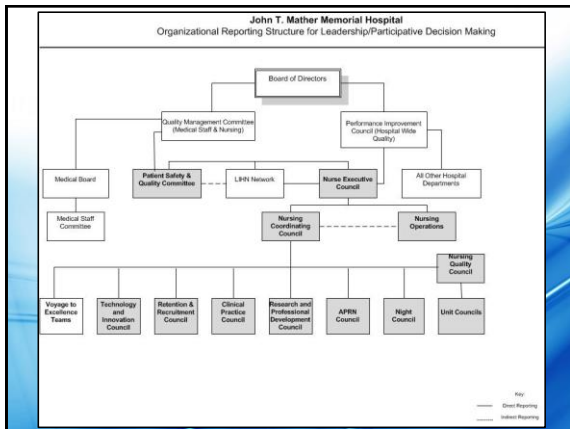 John T. Mather Memorial Hospital
Organizational Reporting Structure for Leadership/Participative Decision Making
Board of Directors
Quality Management Committee
(Medical Staff & Nursing)
Performance Improvement
Council (Hospital Wide
Quality)
Medical Board
Patient Safety &
Quality Committee
LIHN Network
Nurse Executive
Council
All Other Hospital
Departments
Medical Staff
Committee
Nursing
Coordinating
Council
Nursing
Operations
Nursing
Quality
Council
Voyage to
Excellence
Teams
Technology
and
Innovation
Council
Retention &
Recruitment
Council
Clinical
Practice
Council
Research and
Professional
Development
Council
APRN
Council
Night
Council
Unit Councils
Key:
Direct Reporting
Indirect Reporting